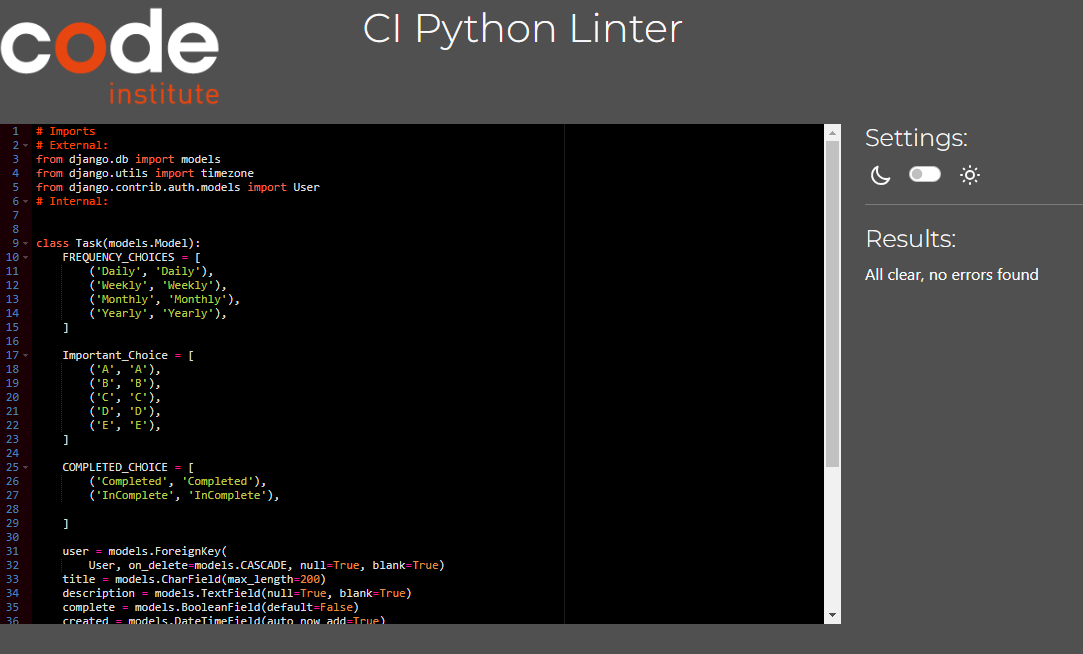 code
institute
CI Python Linter
1 # Imports
2 # External:
3 from django.db import models
4 from django.utils import timezone
5 from django.contrib.auth.models import User
6 # Internal:
7
8
9 class Task(models.Model):
10 FREQUENCY_CHOICES = [
11 ('Daily', 'Daily'),
12 ('Weekly', 'Weekly'),
13 ('Monthly', 'Monthly'),
14 ('Yearly', 'Yearly'),
15 ]
16
17 Important_Choice = [
18 ('A', 'A'),
19 ('B', 'B'),
20 ('C', 'C'),
21 ('D', 'D'),
22 ('E', 'E'),
23 ]
24
25 COMPLETED_CHOICE = [
26 ('Completed', 'Completed'),
27 ('InComplete', 'InComplete'),
28
29 ]
30
31 user = models.ForeignKey(
32 User, on_delete=models.CASCADE, null=True, blank=True)
33 title = models.CharField(max_length=200)
34 description = models.TextField(null=True, blank=True)
35 complete = models.BooleanField(default=False)
36 created = models.DateTimeField(auto_now_add=True)
Settings:
Results:
All clear, no errors found